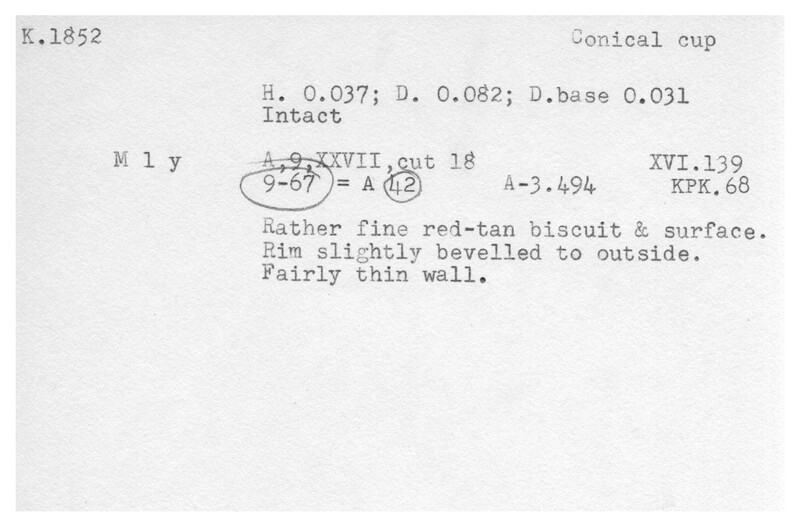 K.1852 Conical cup
H. 0.037; D. 0.082; D.base 0.031
Intact
M l y A,9,XXVII,cut 18 XVI.139
9-67 = A 42 A-3.494 KPK.68
Rather fine red-tan biscuit & surface.
Rim slightly bevelled to outside.
Fairly thin wall.